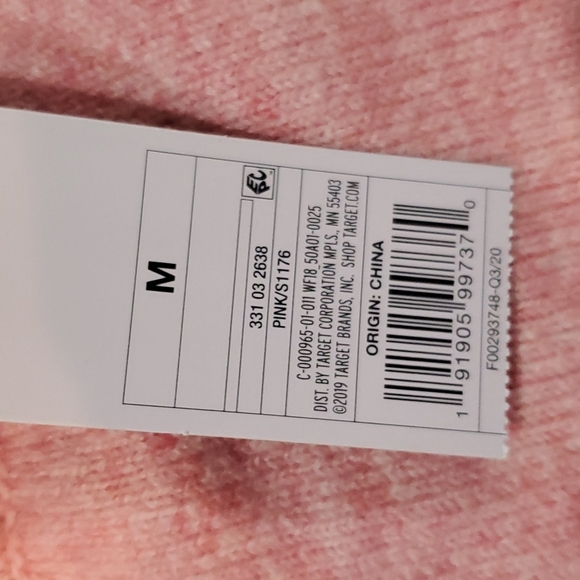 M
331 03 2638
PINK/S1176
C-000965-01-011 WF18_50A01-0025
DIST. BY TARGET CORPORATION MPLS., MN 55403
©2019 TARGET BRANDS, INC. SHOP TARGET.COM
ORIGIN: CHINA
1 91905 99737 0
F00293748-Q3/20